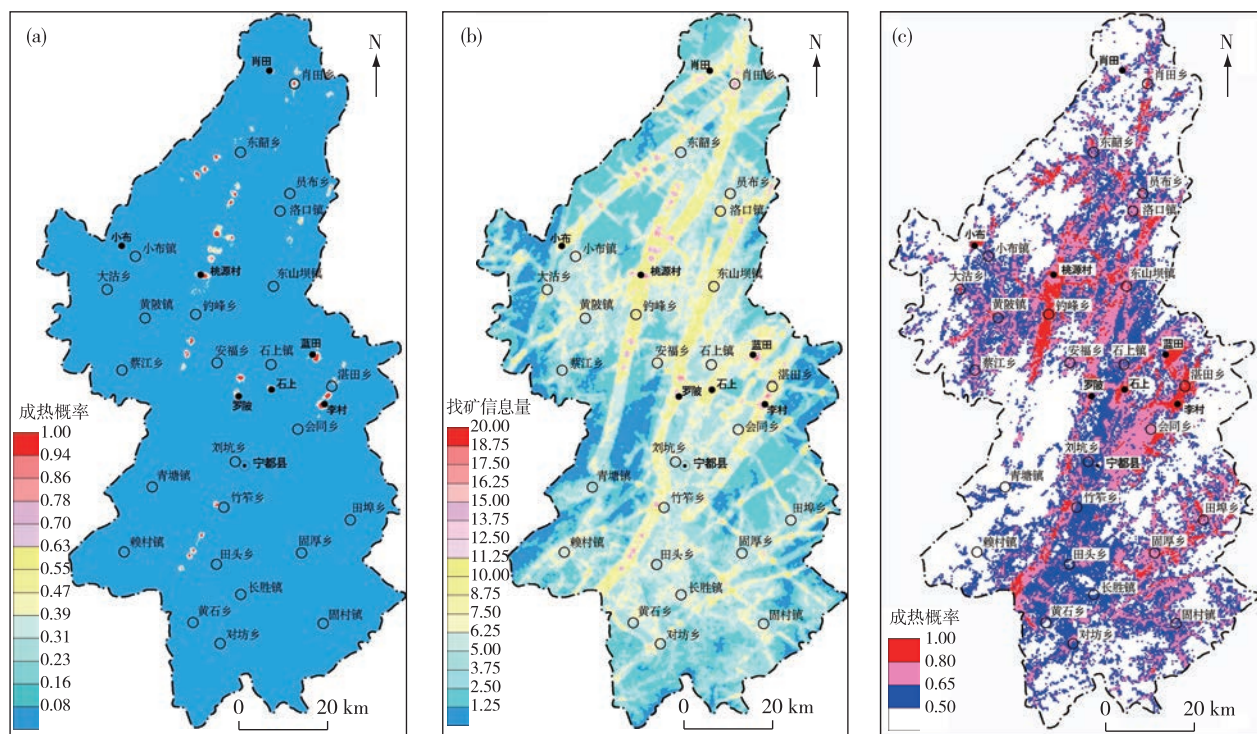 (a)
N
肖田
肖田乡
东韶乡
员布乡
洛口镇
小布
小布镇
桃源村
大沽乡
东山坝镇
黄陂镇
钓峰乡
蓝田
蔡江乡
安福乡
石上镇
湛田乡
石上
罗陂
李村
会同乡
刘坑乡
宁都县
青塘镇
竹笮乡
田埠乡
赖村镇
田头乡
固厚乡
长胜镇
黄石乡
固村镇
对坊乡
成热概率
1.00
0.94
0.86
0.78
0.70
0.63
0.55
0.47
0.39
0.31
0.23
0.16
0.08
0 20 km
(b)
N
肖田
肖田乡
东韶乡
员布乡
洛口镇
小布
小布镇
桃源村
大沽乡
东山坝镇
黄陂镇
钓峰乡
蓝田
蔡江乡
安福乡
石上镇
湛田乡
石上
罗陂
李村
会同乡
刘坑乡
宁都县
青塘镇
竹笮乡
田埠乡
赖村镇
田头乡
固厚乡
长胜镇
黄石乡
固村镇
对坊乡
找矿信息量
20.00
18.75
17.50
16.25
15.00
13.75
12.50
11.25
10.00
8.75
7.50
6.25
5.00
3.75
2.50
1.25
0 20 km
(c)
N
肖田
肖田乡
东韶乡
员布乡
洛口镇
小布
小布镇
桃源村
大沽乡
东山坝镇
黄陂镇
钓峰乡
蓝田
蔡江乡
安福乡
石上镇
湛田乡
石上
罗陂
李村
会同乡
刘坑乡
宁都县
青塘镇
竹笮乡
田埠乡
赖村镇
田头乡
固厚乡
长胜镇
黄石乡
固村镇
对坊乡
成热概率
1.00
0.80
0.65
0.50
0 20 km